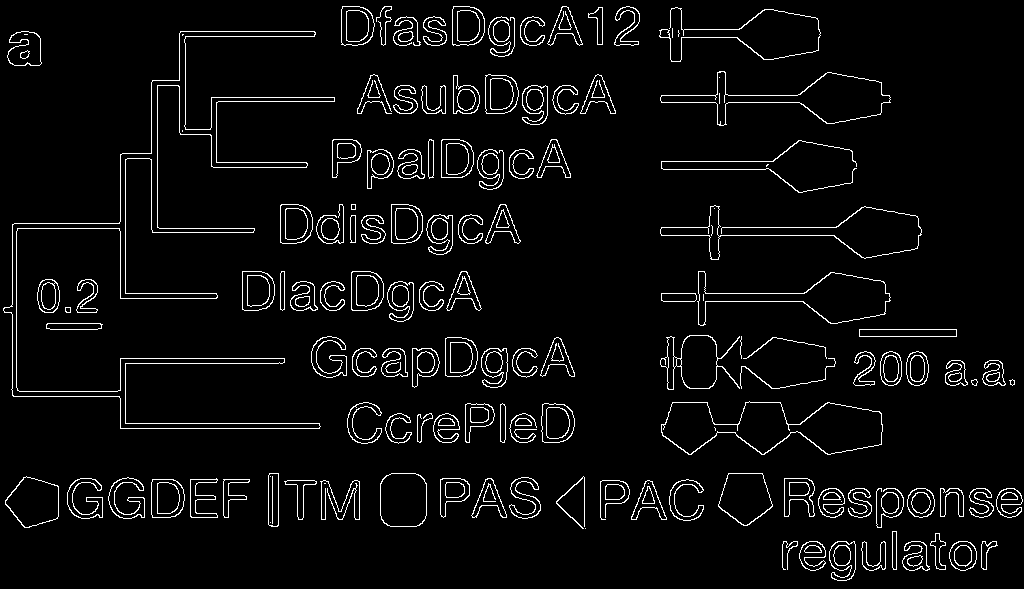 a
DfasDgcA12
AsubDgcA
PpalDgcA
DdisDgcA
0.2
DlacDgcA
GcapDgcA
200 a.a.
CcrePleD
GGDEF TM PAS PAC Response
regulator